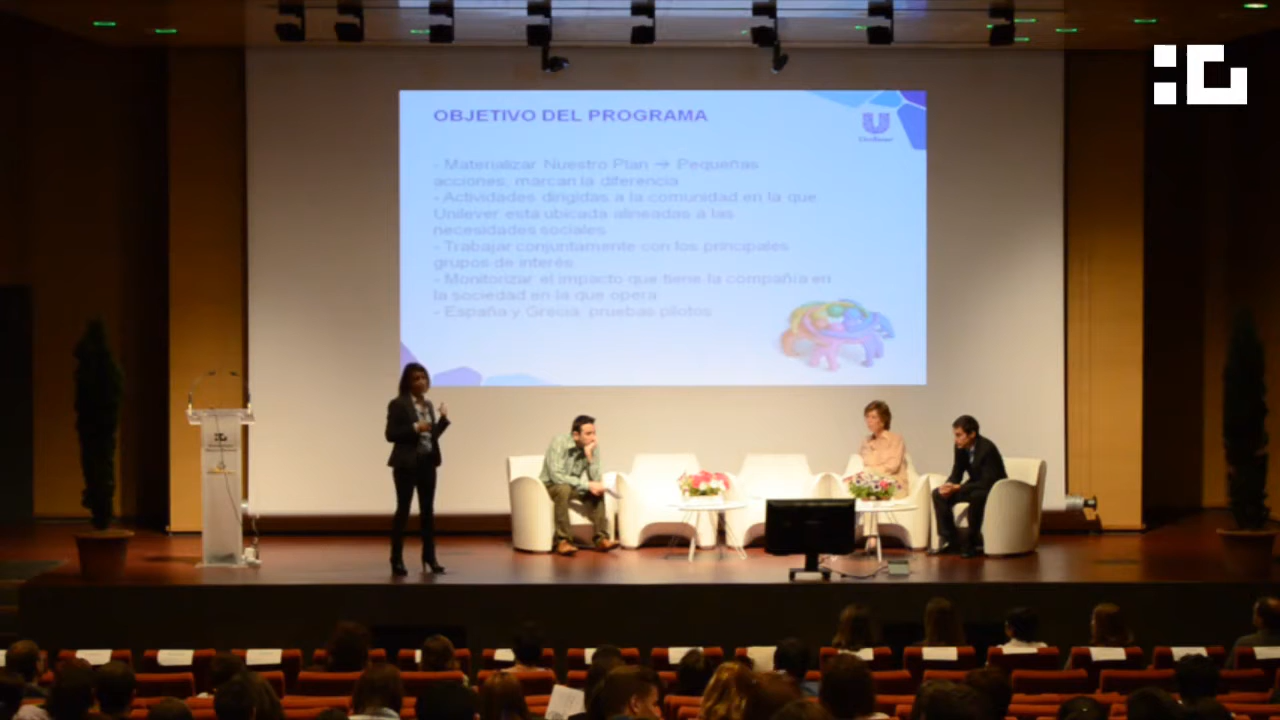 OBJETIVO DEL PROGRAMA
Unilever
- Materializar Nuestro Plan → Pequeñas
acciones, marcan la diferencia
- Actividades dirigidas a la comunidad en la que
Unilever esta ubicada alineadas a las
necesidades sociales
- Trabajar conjuntamente con los principales
grupos de interés
- Monitorizar el impacto que tiene la compañía en
la sociedad en la que opera
- España y Grecia pruebas pilotos